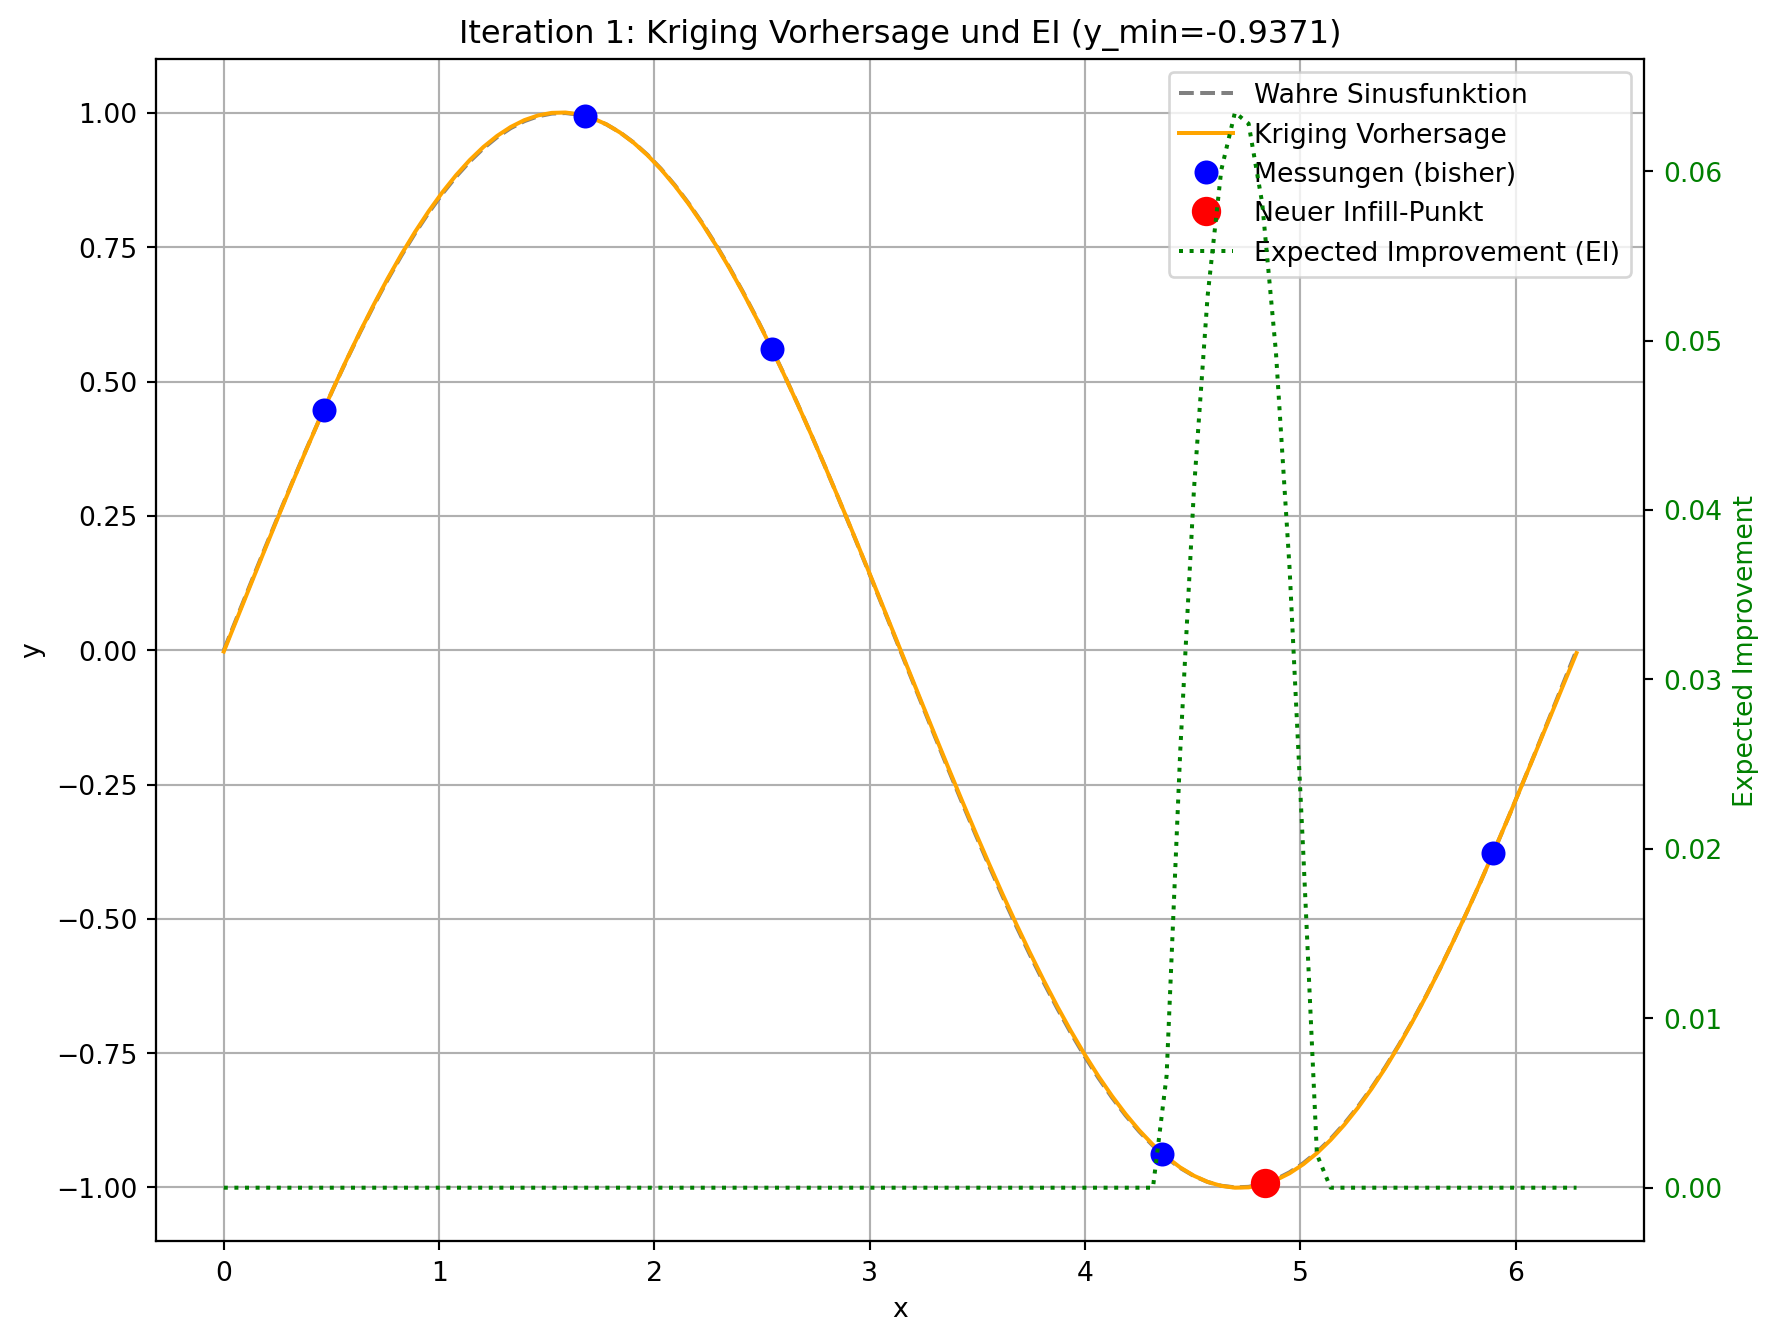 Iteration 1: Kriging Vorhersage und EI (y_min=-0.9371)
Wahre Sinusfunktion
Kriging Vorhersage
Messungen (bisher)
Neuer Infill-Punkt
Expected Improvement (EI)
y
1.00
0.75
0.50
0.25
0.00
−0.25
−0.50
−0.75
−1.00
0.06
0.05
0.04
0.03
0.02
0.01
0.00
Expected Improvement
0 1 2 3 4 5 6
x